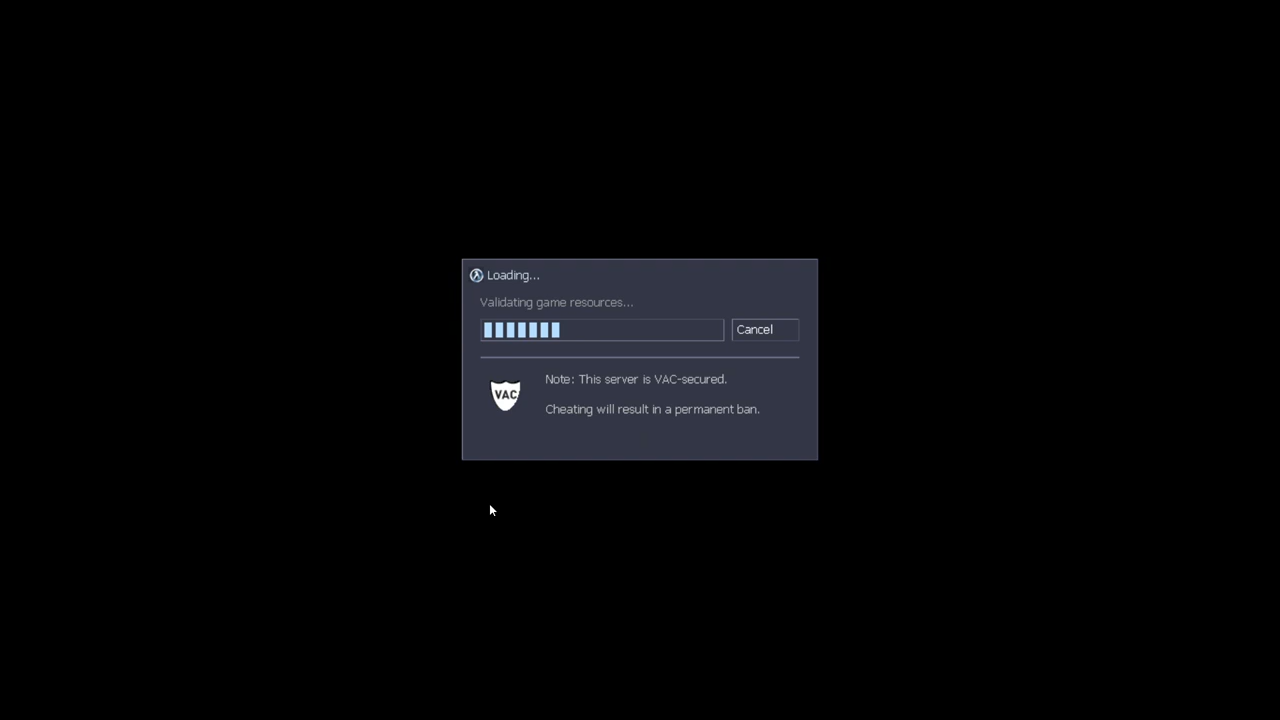 Loading...
Validating game resources...
Cancel
VAC
Note: This server is VAC-secured.
Cheating will result in a permanent ban.